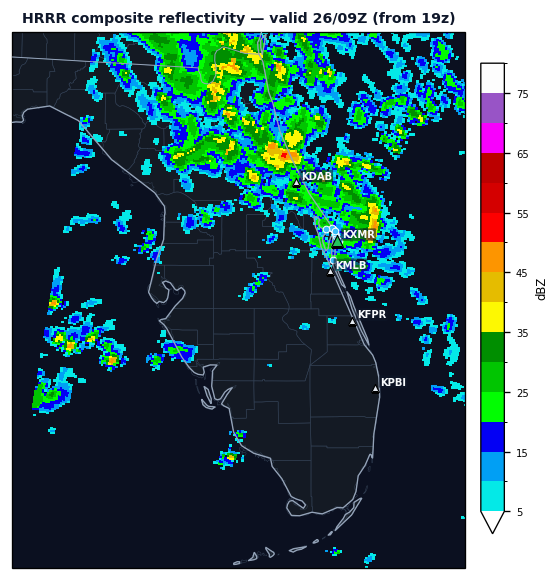 HRRR composite reflectivity — valid 26/09Z (from 19z)
KDAB
KXMR
KMLB
KFPR
KPBI
75
65
55
45
35
25
15
5
dBZ